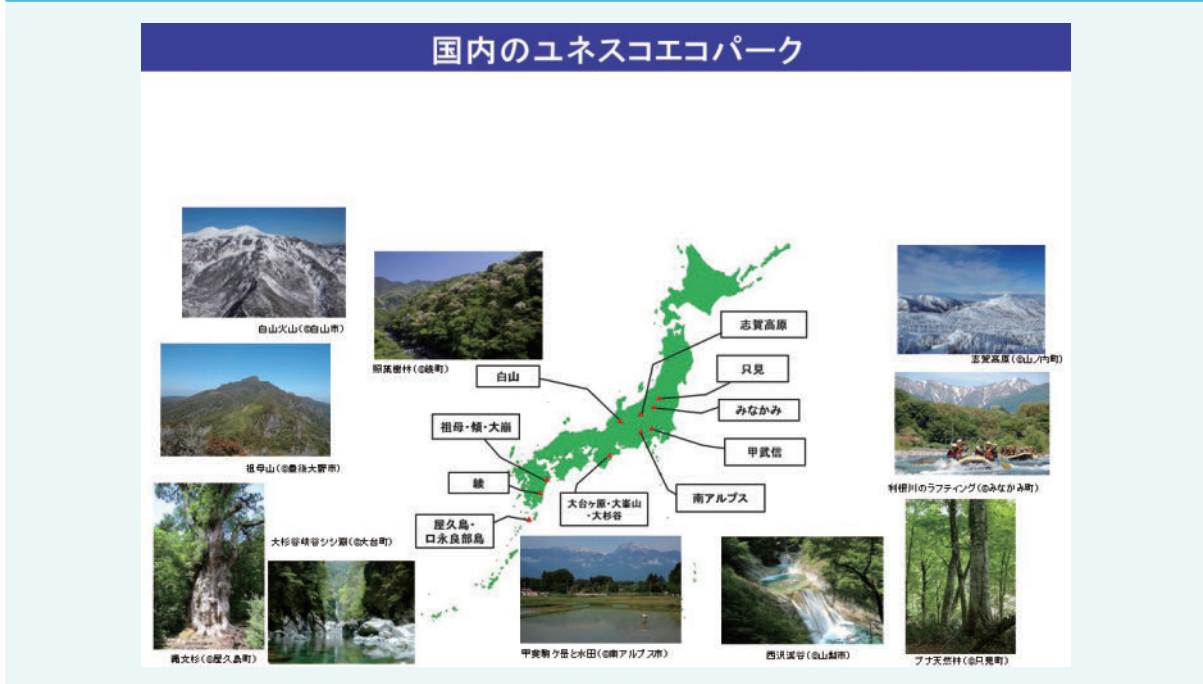 国内のユネスコエコパーク
白山火山(©白山市)
照葉樹林(©綾町)
祖母山(©豊後大野市)
縄文杉(©屋久島町)
大杉谷峡谷シシ淵(©大台町)
白山
祖母・傾・大崩
綾
屋久島・
口永良部島
志賀高原
只見
みなかみ
甲武信
南アルプス
大台ヶ原・大峯山
・大杉谷
志賀高原(©山ノ内町)
利根川のラフティング(©みなかみ町)
甲斐駒ケ岳と水田(©南アルプス市)
西沢渓谷(©山梨市)
ブナ天然林(©只見町)